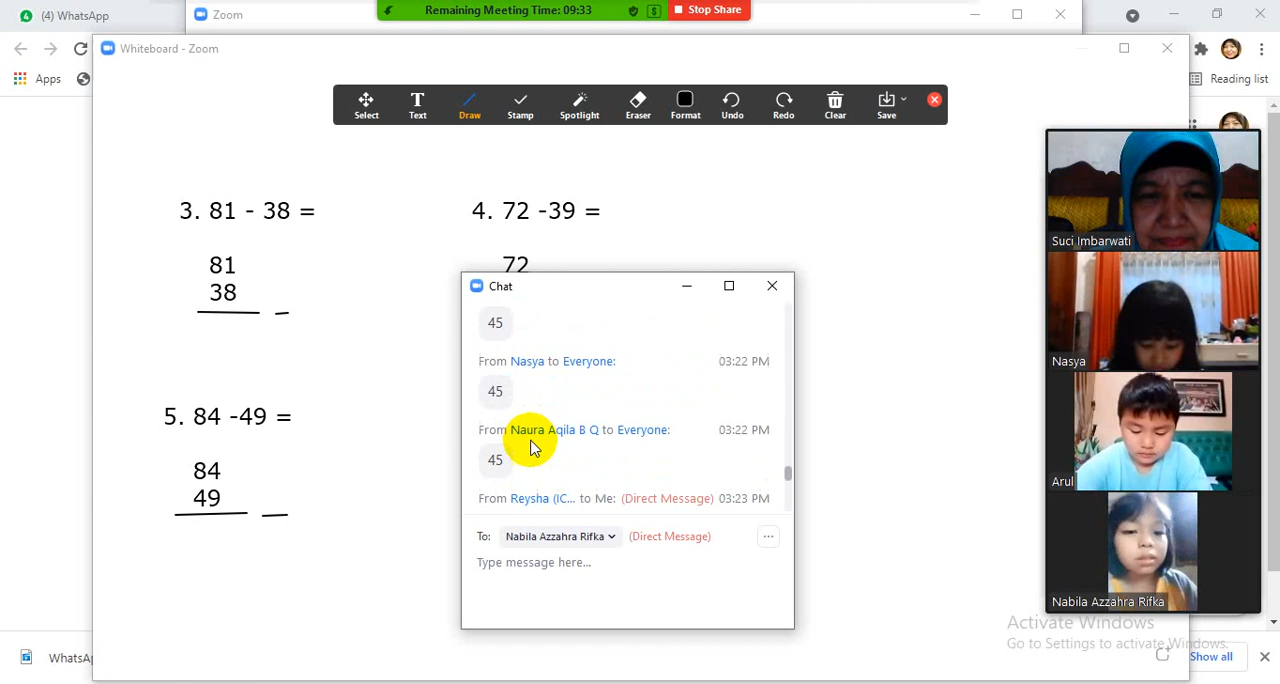 (4) WhatsApp
Zoom
Remaining Meeting Time: 09:33
Stop Share
Whiteboard - Zoom
Apps
Reading list
Select
Text
Draw
Stamp
Spotlight
Eraser
Format
Undo
Redo
Clear
Save
3. 81 - 38 =
81
38
4. 72 -39 =
72
5. 84 -49 =
84
49
Chat
45
From Nasya to Everyone: 03:22 PM
45
From Naura Aqila B Q to Everyone: 03:22 PM
45
From Reysha (IC... to Me: (Direct Message) 03:23 PM
To: Nabila Azzahra Rifka (Direct Message)
Type message here...
Suci Imbarwati
Nasya
Arul
Nabila Azzahra Rifka
Activate Windows
Go to Settings to activate Windows.
WhatsAp
Show all